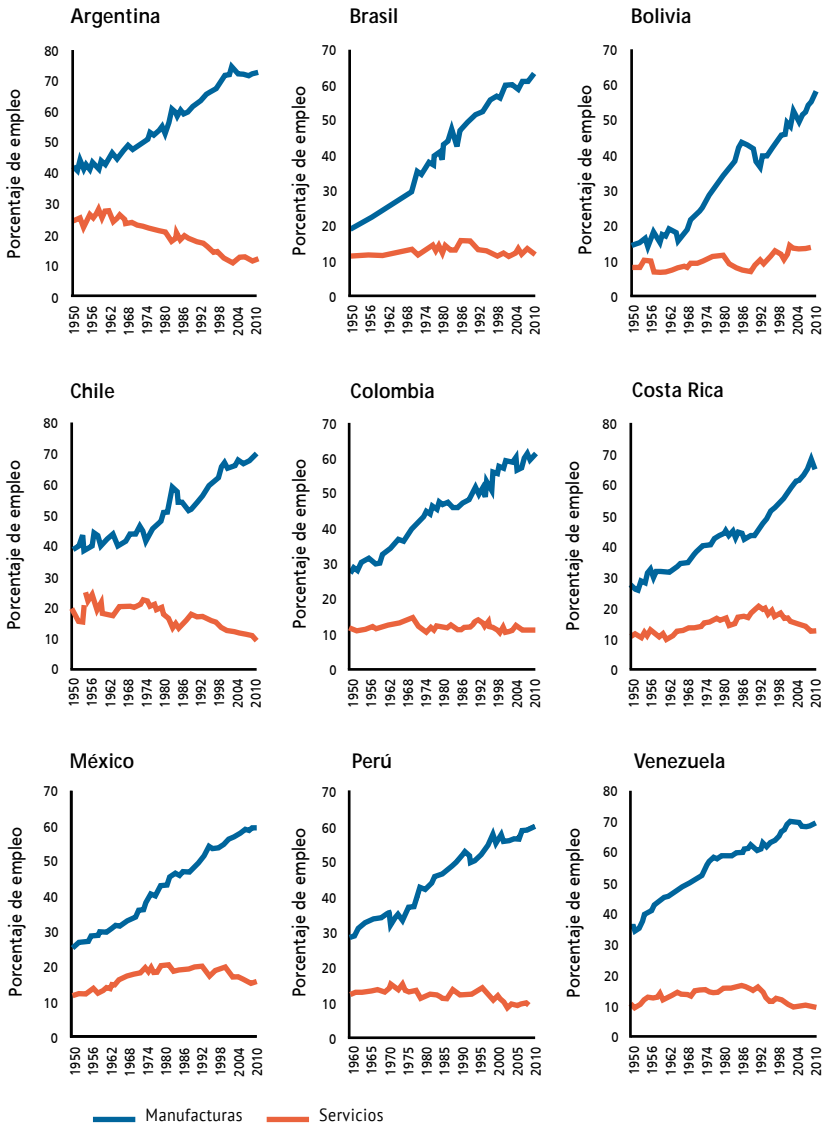 Argentina
Porcentaje de empleo
80
70
60
50
40
30
20
10
0
1950 1956 1962 1968 1974 1980 1986 1992 1998 2004 2010
Brasil
Porcentaje de empleo
70
60
50
40
30
20
10
0
1950 1956 1962 1968 1974 1980 1986 1992 1998 2004 2010
Bolivia
Porcentaje de empleo
70
60
50
40
30
20
10
0
1950 1956 1962 1968 1974 1980 1986 1992 1998 2004 2010
Chile
Porcentaje de empleo
80
70
60
50
40
30
20
10
0
1950 1956 1962 1968 1974 1980 1986 1992 1998 2004 2010
Colombia
Porcentaje de empleo
70
60
50
40
30
20
10
0
1950 1956 1962 1968 1974 1980 1986 1992 1998 2004 2010
Costa Rica
Porcentaje de empleo
80
70
60
50
40
30
20
10
0
1950 1956 1962 1968 1974 1980 1986 1992 1998 2004 2010
México
Porcentaje de empleo
70
60
50
40
30
20
10
0
1950 1956 1962 1968 1974 1980 1986 1992 1998 2004 2010
Perú
Porcentaje de empleo
70
60
50
40
30
20
10
0
1960 1965 1970 1975 1980 1985 1990 1995 2000 2005 2010
Venezuela
Porcentaje de empleo
80
70
60
50
40
30
20
10
0
1950 1956 1962 1968 1974 1980 1986 1992 1998 2004 2010
Manufacturas Servicios